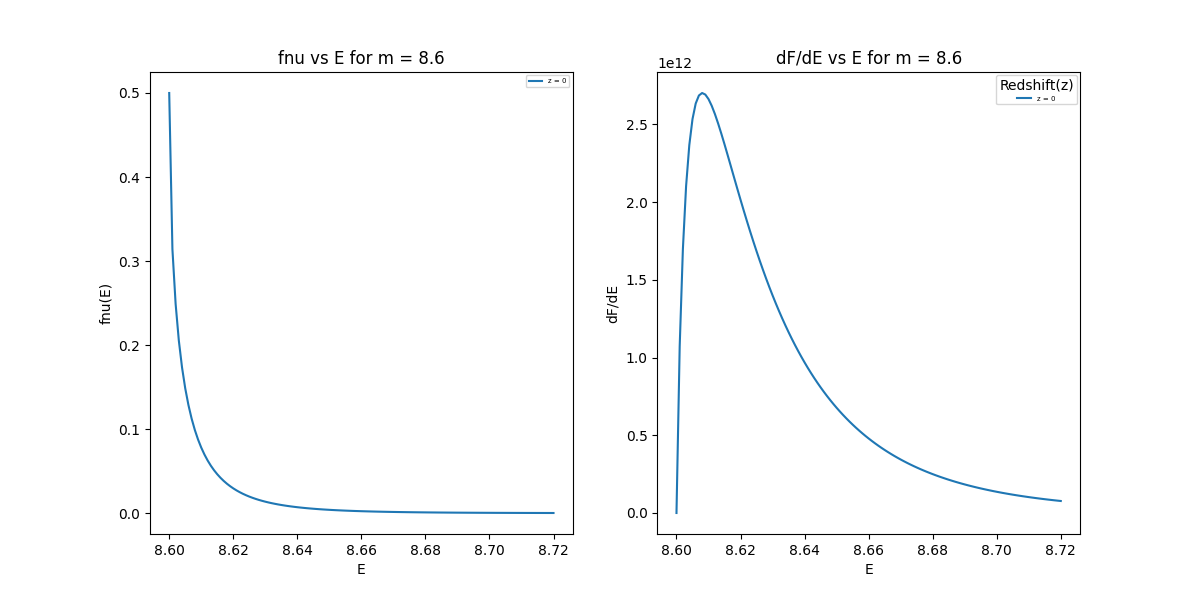 fnu vs E for m = 8.6
z = 0
0.5
0.4
0.3
0.2
0.1
0.0
fnu(E)
8.60 8.62 8.64 8.66 8.68 8.70 8.72
E
dF/dE vs E for m = 8.6
1e12
Redshift(z)
z = 0
2.5
2.0
1.5
1.0
0.5
0.0
dF/dE
8.60 8.62 8.64 8.66 8.68 8.70 8.72
E